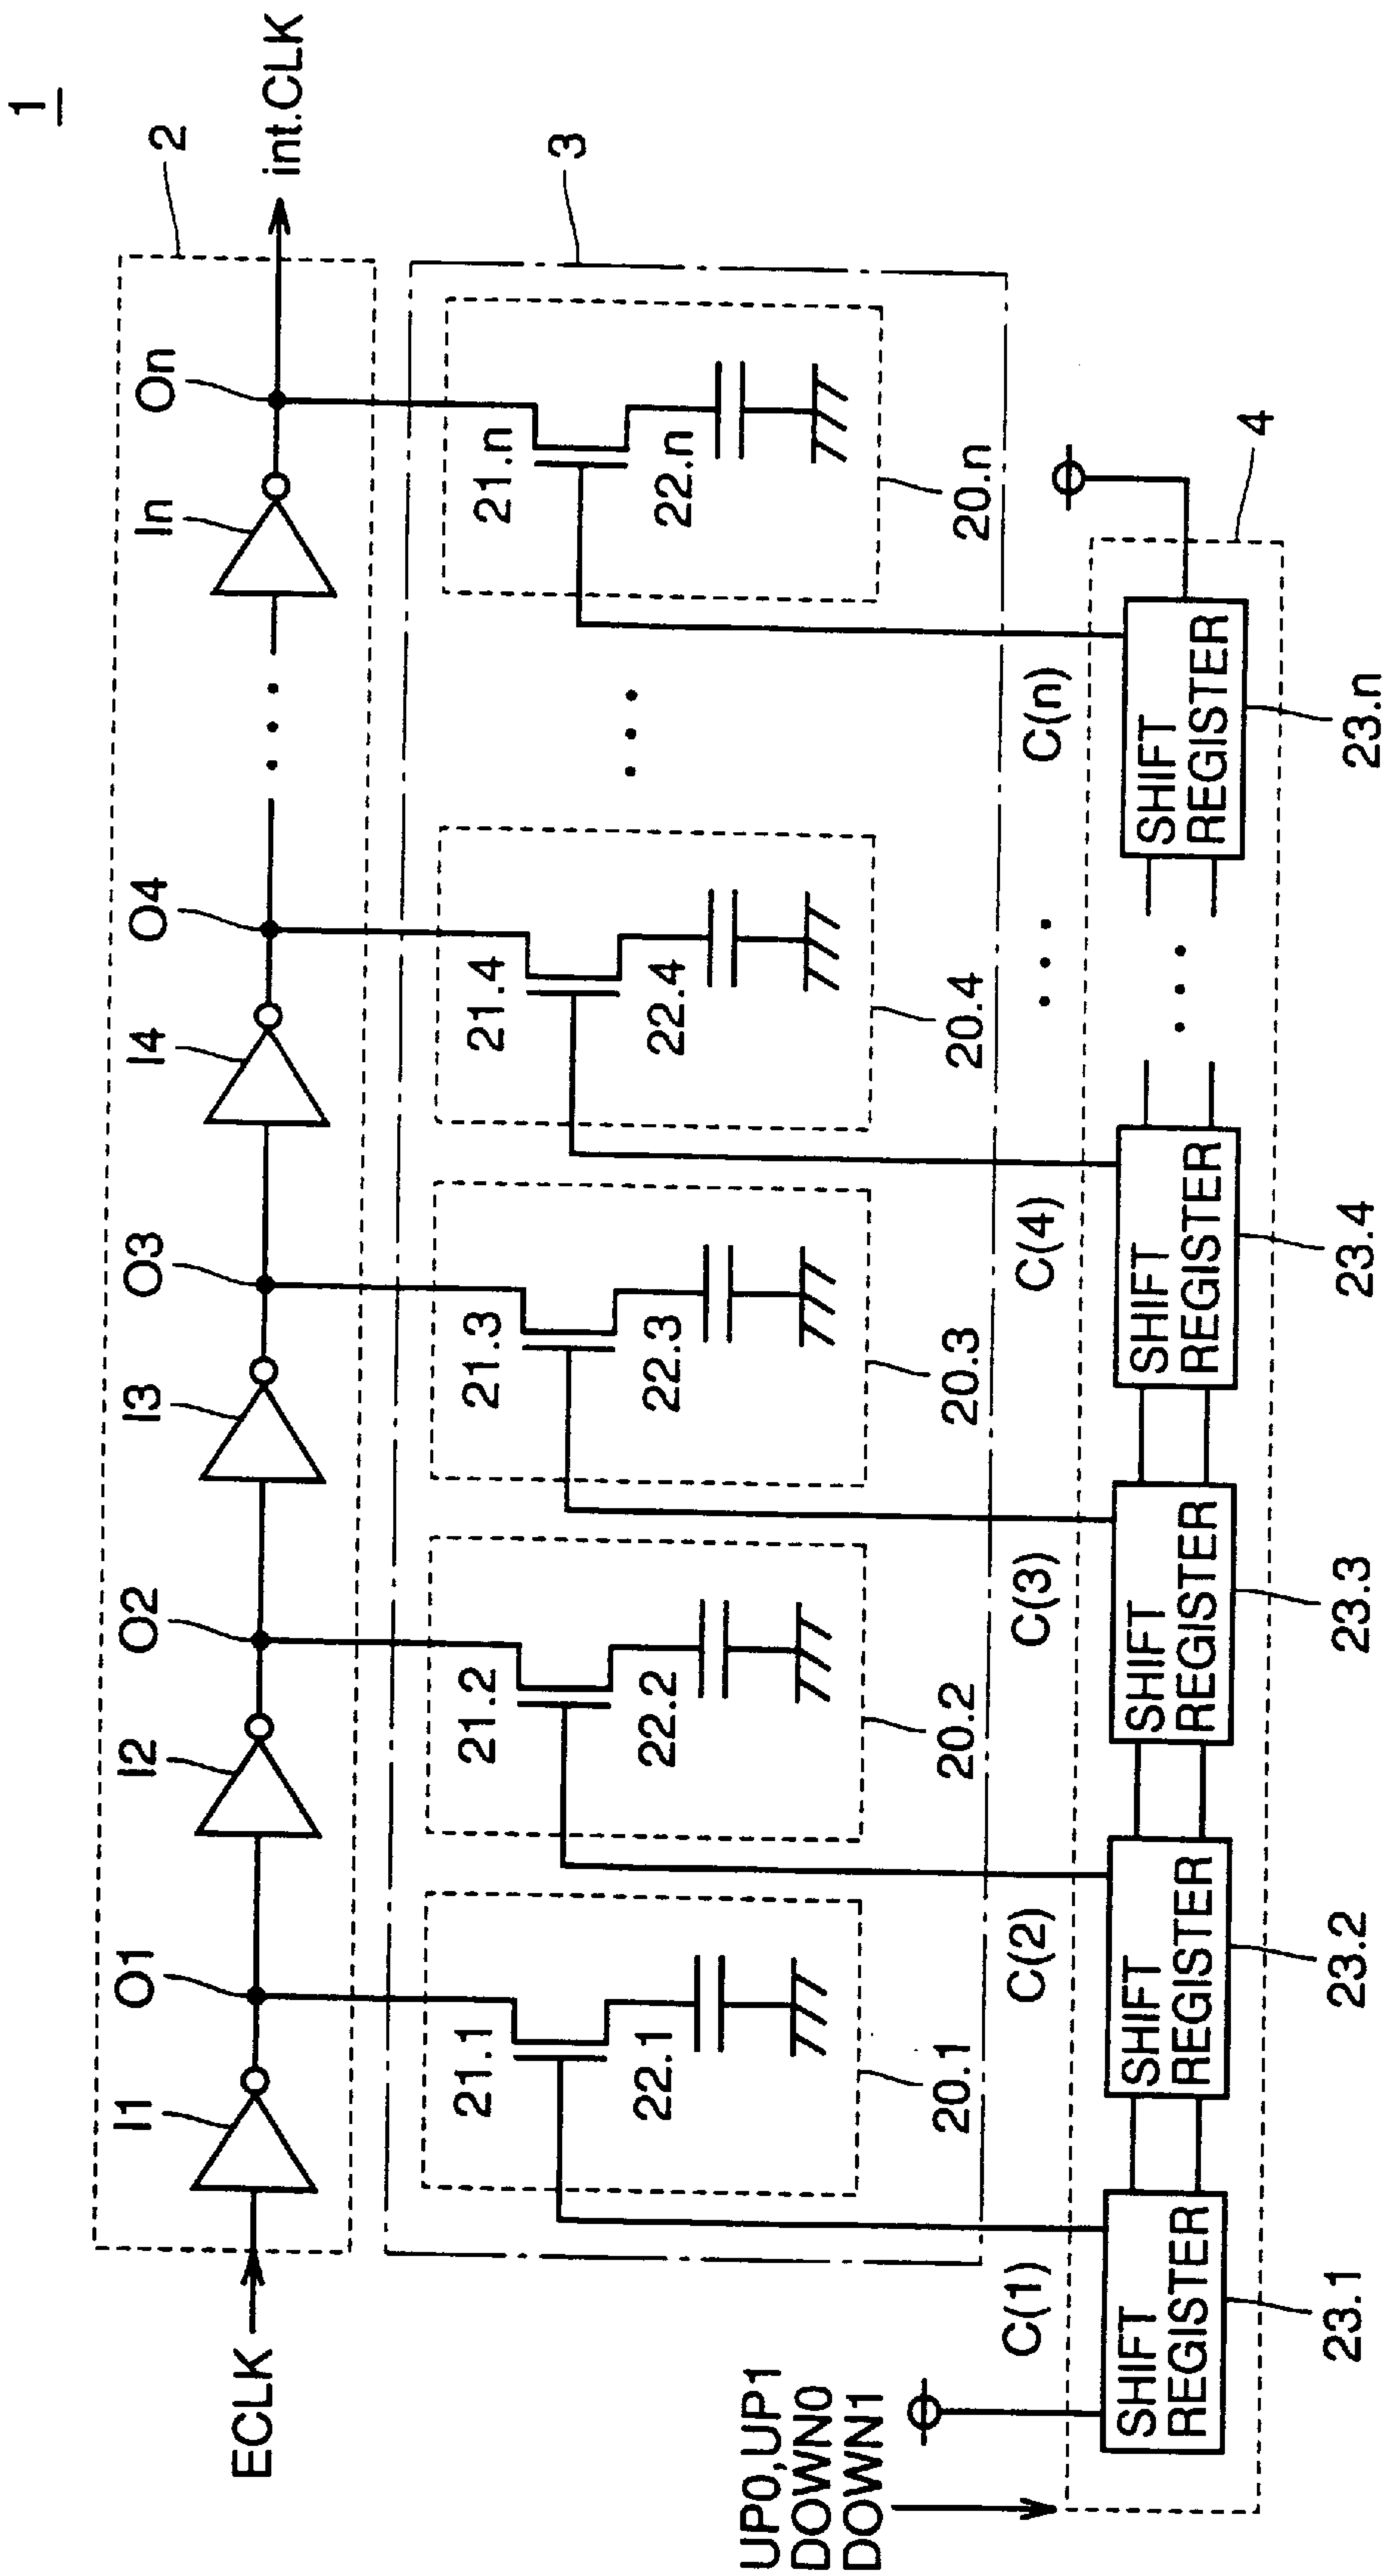 1
2
I1
O1
I2
O2
I3
O3
I4
O4
In
On
ECLK
int.CLK
3
21.1
22.1
20.1
21.2
22.2
20.2
21.3
22.3
20.3
21.4
22.4
20.4
21.n
22.n
20.n
UP0,UP1
DOWN0
DOWN1
C(1)
C(2)
C(3)
C(4)
C(n)
4
SHIFT
REGISTER
SHIFT
REGISTER
SHIFT
REGISTER
SHIFT
REGISTER
SHIFT
REGISTER
23.1
23.2
23.3
23.4
23.n